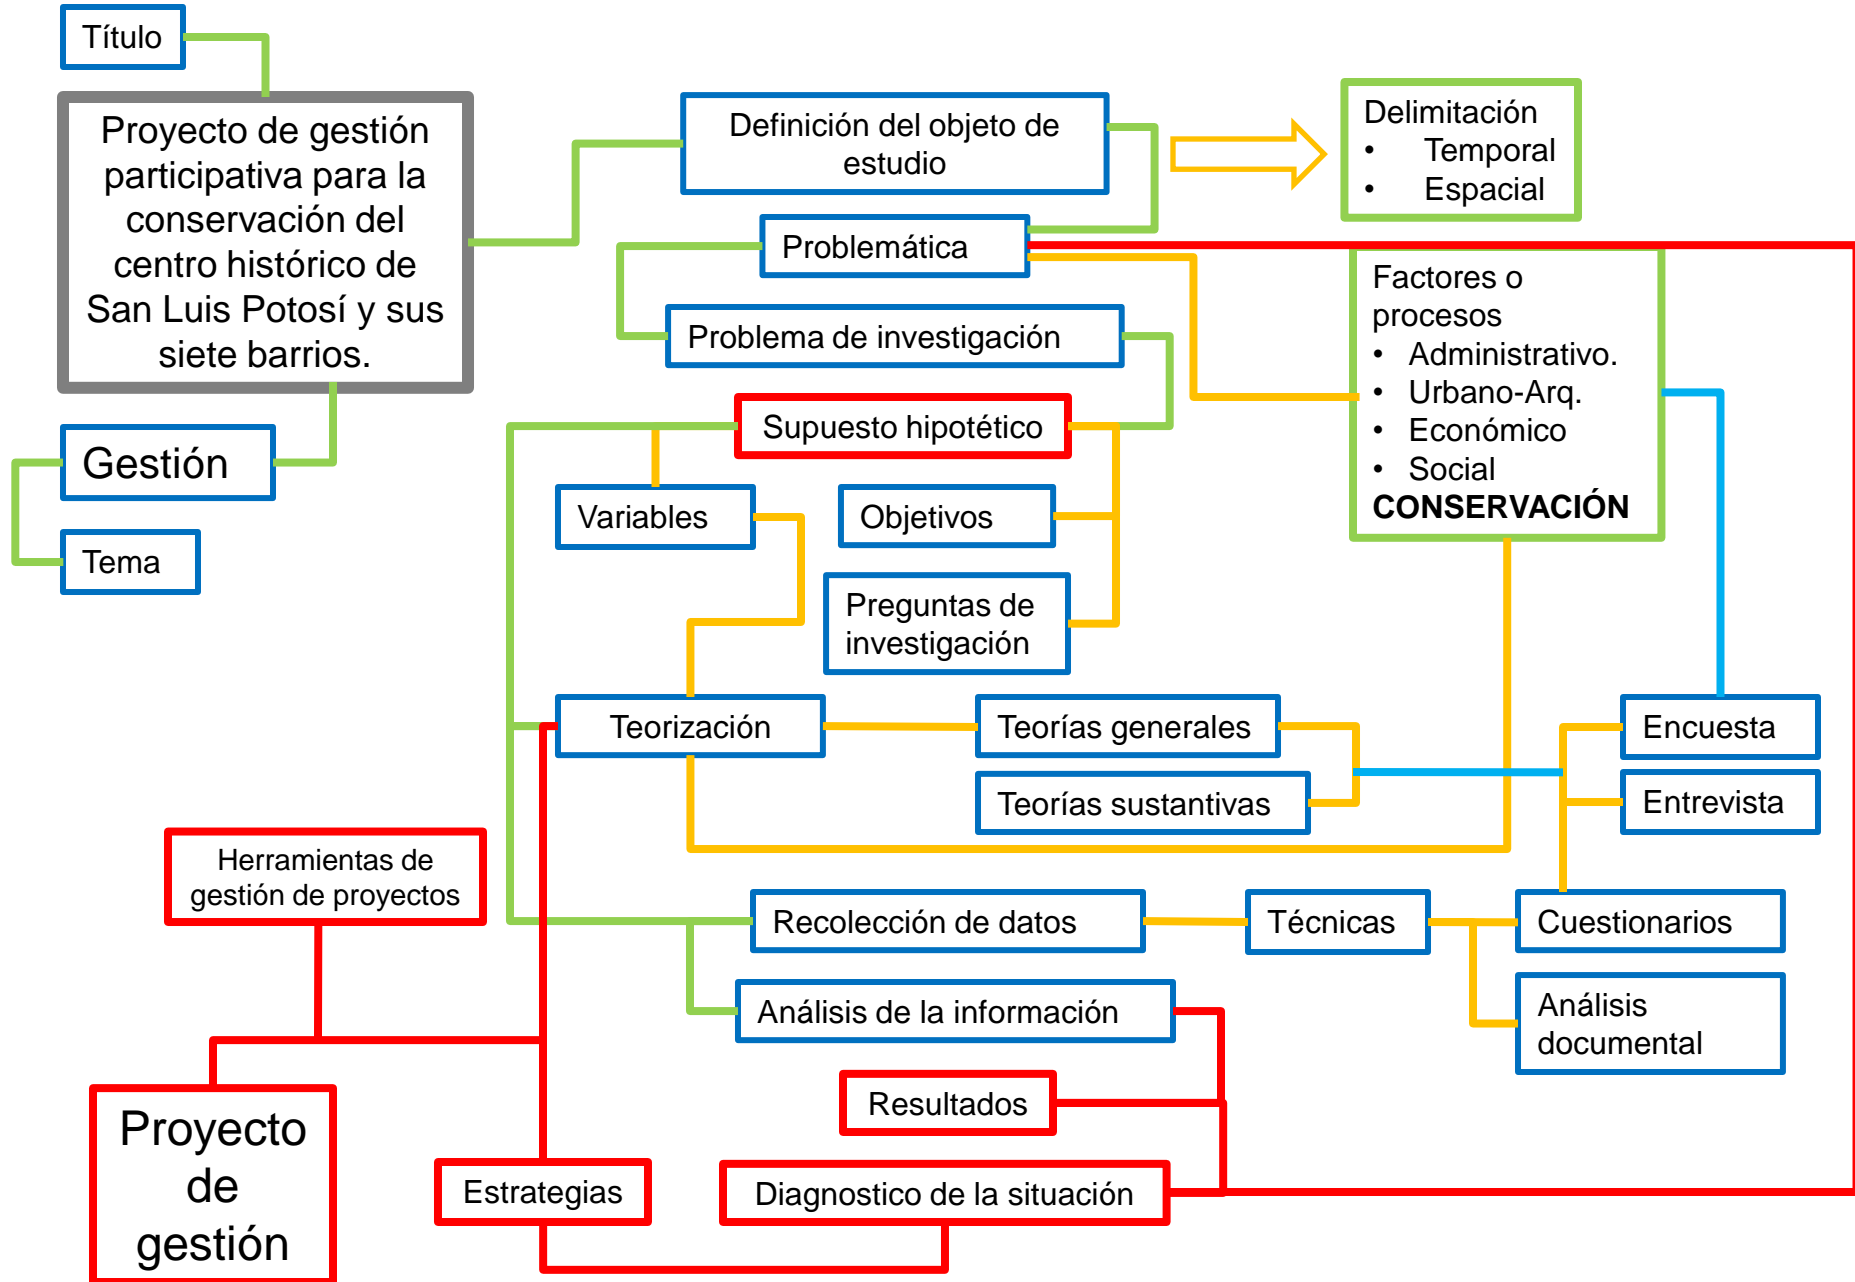 Título
Proyecto de gestión
participativa para la
conservación del
centro histórico de
San Luis Potosí y sus
siete barrios.
Gestión
Tema
Definición del objeto de
estudio
Delimitación
• Temporal
• Espacial
Problemática
Problema de investigación
Factores o
procesos
• Administrativo.
• Urbano-Arq.
• Económico
• Social
CONSERVACIÓN
Supuesto hipotético
Variables
Objetivos
Preguntas de
investigación
Teorización
Teorías generales
Teorías sustantivas
Encuesta
Entrevista
Herramientas de
gestión de proyectos
Recolección de datos
Técnicas
Cuestionarios
Análisis de la información
Análisis
documental
Resultados
Proyecto
de
gestión
Estrategias
Diagnostico de la situación